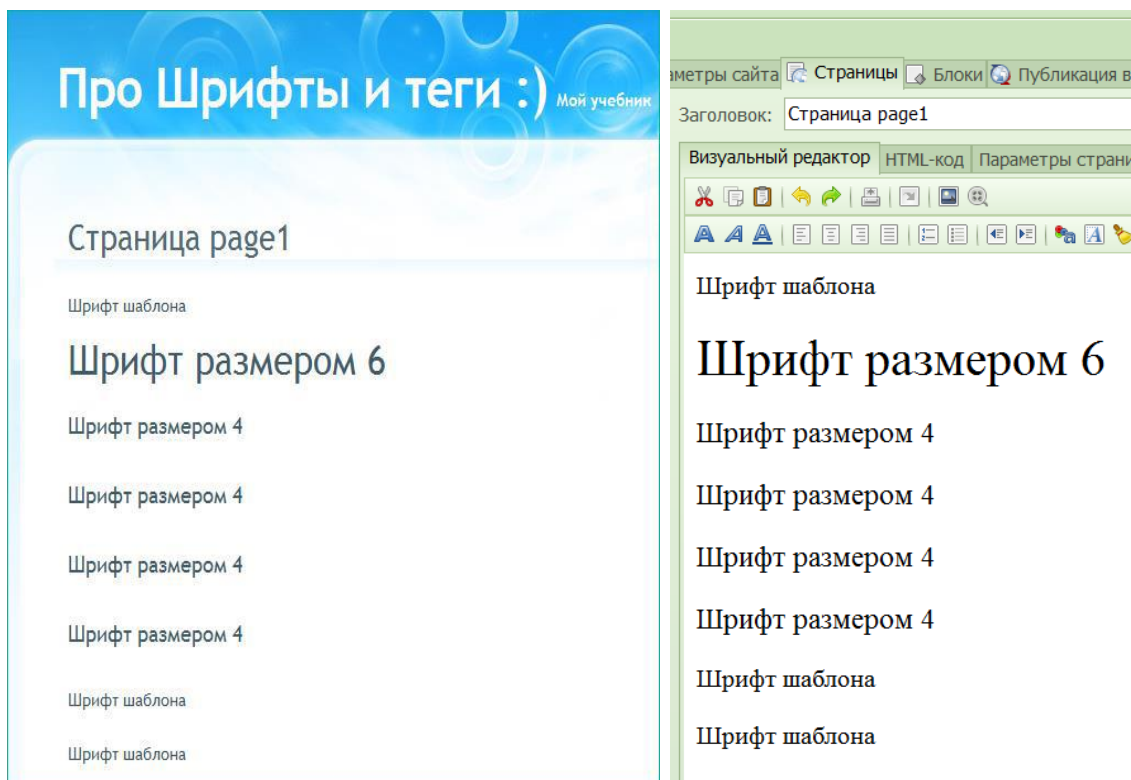 Про Шрифты и теги :) Мой учебник
Страница page1
Шрифт шаблона
Шрифт размером 6
Шрифт размером 4
Шрифт размером 4
Шрифт размером 4
Шрифт размером 4
Шрифт шаблона
Шрифт шаблона
аметры сайта Страницы Блоки Публикация в
Заголовок: Страница page1
Визуальный редактор HTML-код Параметры страни
Шрифт шаблона
Шрифт размером 6
Шрифт размером 4
Шрифт размером 4
Шрифт размером 4
Шрифт размером 4
Шрифт шаблона
Шрифт шаблона